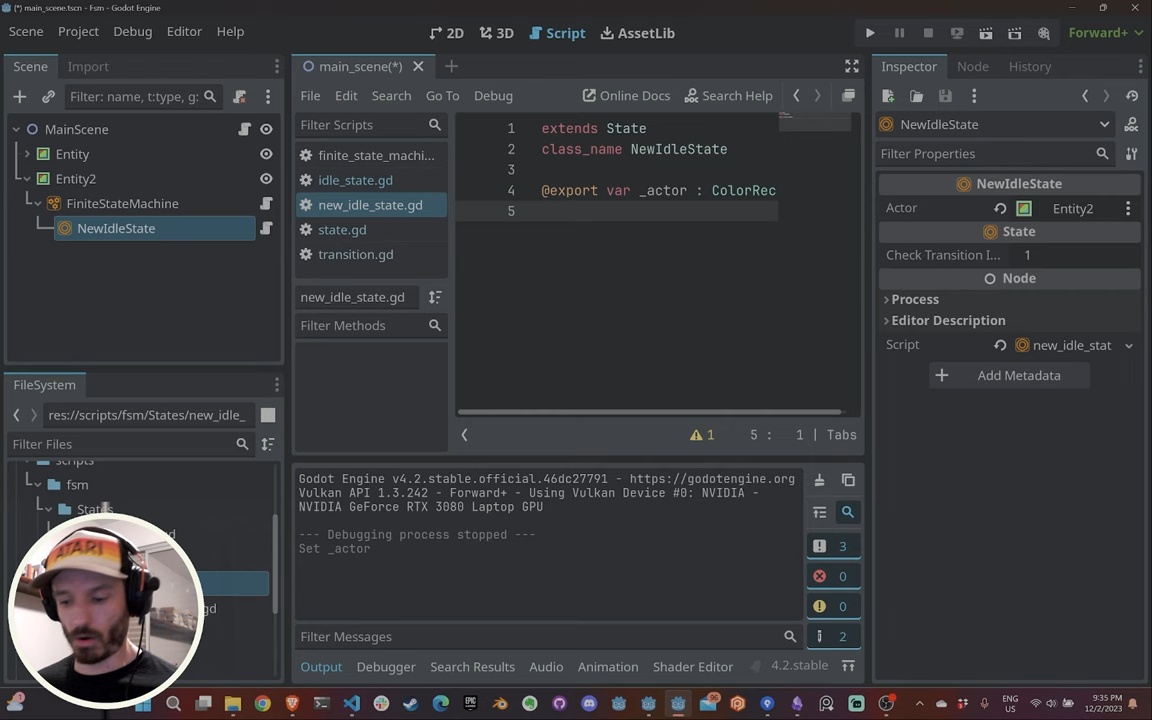 (*) main_scene.tscn - Fsm - Godot Engine
Scene Project Debug Editor Help
2D 3D Script AssetLib
Forward+
Scene Import
Filter: name, t:type, g:
MainScene
Entity
Entity2
FiniteStateMachine
NewIdleState
main_scene(*)
File Edit Search Go To Debug
Online Docs Search Help
Filter Scripts
finite_state_machi...
idle_state.gd
new_idle_state.gd
state.gd
transition.gd
new_idle_state.gd
Filter Methods
1 extends State
2 class_name NewIdleState
3
4 @export var _actor : ColorRec
5
1 5 : 1 | Tabs
Inspector Node History
NewIdleState
Filter Properties
NewIdleState
Actor Entity2
State
Check Transition I... 1
Node
Process
Editor Description
Script new_idle_stat
Add Metadata
FileSystem
res://scripts/fsm/States/new_idle_
Filter Files
scripts
fsm
States
gd
Godot Engine v4.2.stable.official.46dc27791 - https://godotengine.org
Vulkan API 1.3.242 - Forward+ - Using Vulkan Device #0: NVIDIA -
NVIDIA GeForce RTX 3080 Laptop GPU
--- Debugging process stopped ---
Set _actor
3
0
0
2
Filter Messages
Output Debugger Search Results Audio Animation Shader Editor 4.2.stable
ATARI
1
EPIC
96
ENG
US
9:35 PM
12/2/2023